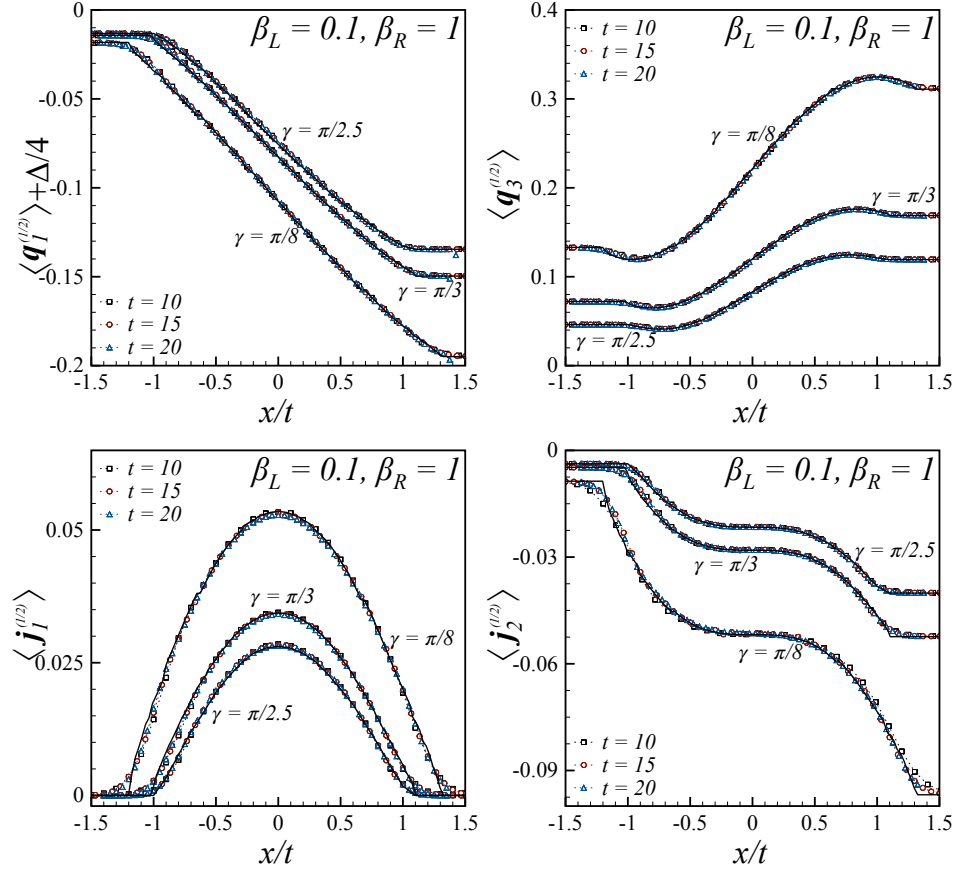 β_L = 0.1, β_R = 1
⟨q_1^(1/2)⟩ + Δ/4
0
-0.05
-0.1
-0.15
-0.2
γ = π/2.5
γ = π/8
γ = π/3
t = 10
t = 15
t = 20
-1.5 -1 -0.5 0 0.5 1 1.5
x/t
β_L = 0.1, β_R = 1
⟨q_3^(1/2)⟩
0.4
0.3
0.2
0.1
0
t = 10
t = 15
t = 20
γ = π/8
γ = π/3
γ = π/2.5
-1.5 -1 -0.5 0 0.5 1 1.5
x/t
β_L = 0.1, β_R = 1
⟨j_1^(1/2)⟩
0.05
0.025
0
t = 10
t = 15
t = 20
γ = π/3
γ = π/8
γ = π/2.5
-1.5 -1 -0.5 0 0.5 1 1.5
x/t
β_L = 0.1, β_R = 1
⟨j_2^(1/2)⟩
0
-0.03
-0.06
-0.09
γ = π/2.5
γ = π/3
γ = π/8
t = 10
t = 15
t = 20
-1.5 -1 -0.5 0 0.5 1 1.5
x/t